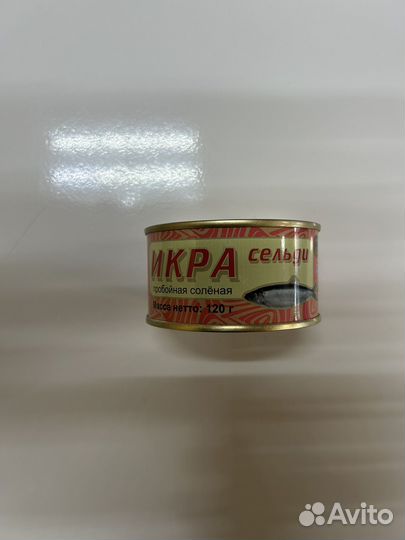 ИКРА сельди
пробойная солёная
Масса нетто: 120 г
Avito